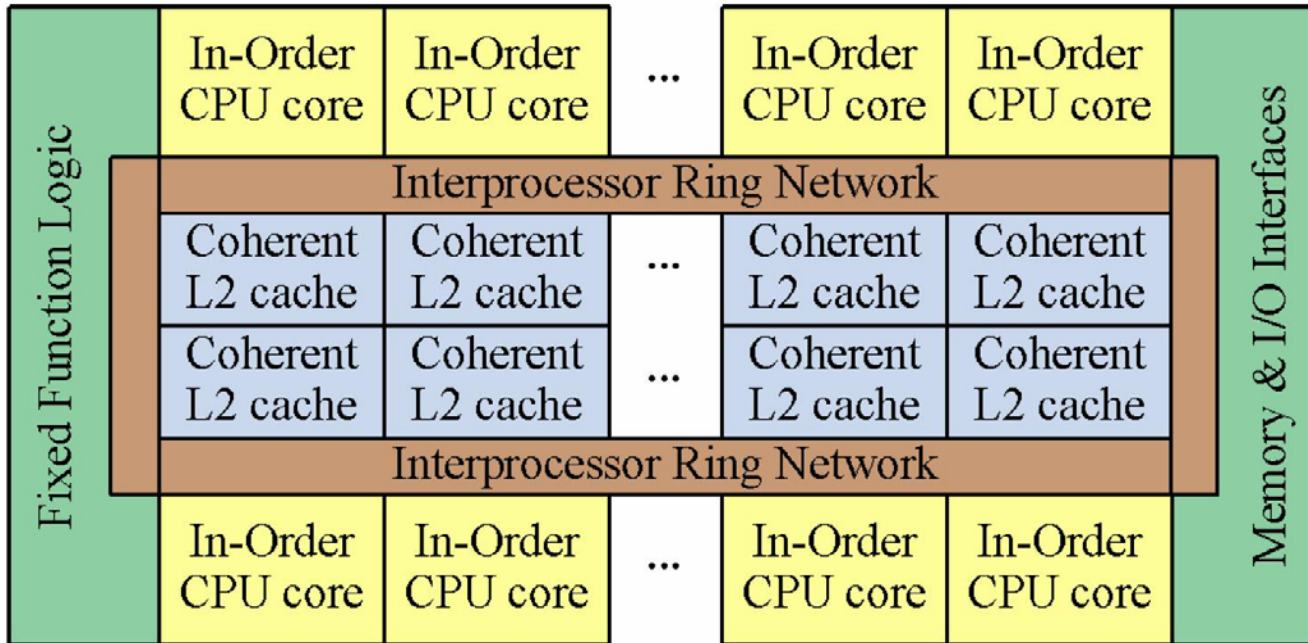 Fixed Function Logic
In-Order
CPU core
In-Order
CPU core
...
In-Order
CPU core
In-Order
CPU core
Interprocessor Ring Network
Coherent
L2 cache
Coherent
L2 cache
...
Coherent
L2 cache
Coherent
L2 cache
Coherent
L2 cache
Coherent
L2 cache
...
Coherent
L2 cache
Coherent
L2 cache
Interprocessor Ring Network
In-Order
CPU core
In-Order
CPU core
...
In-Order
CPU core
In-Order
CPU core
Memory & I/O Interfaces